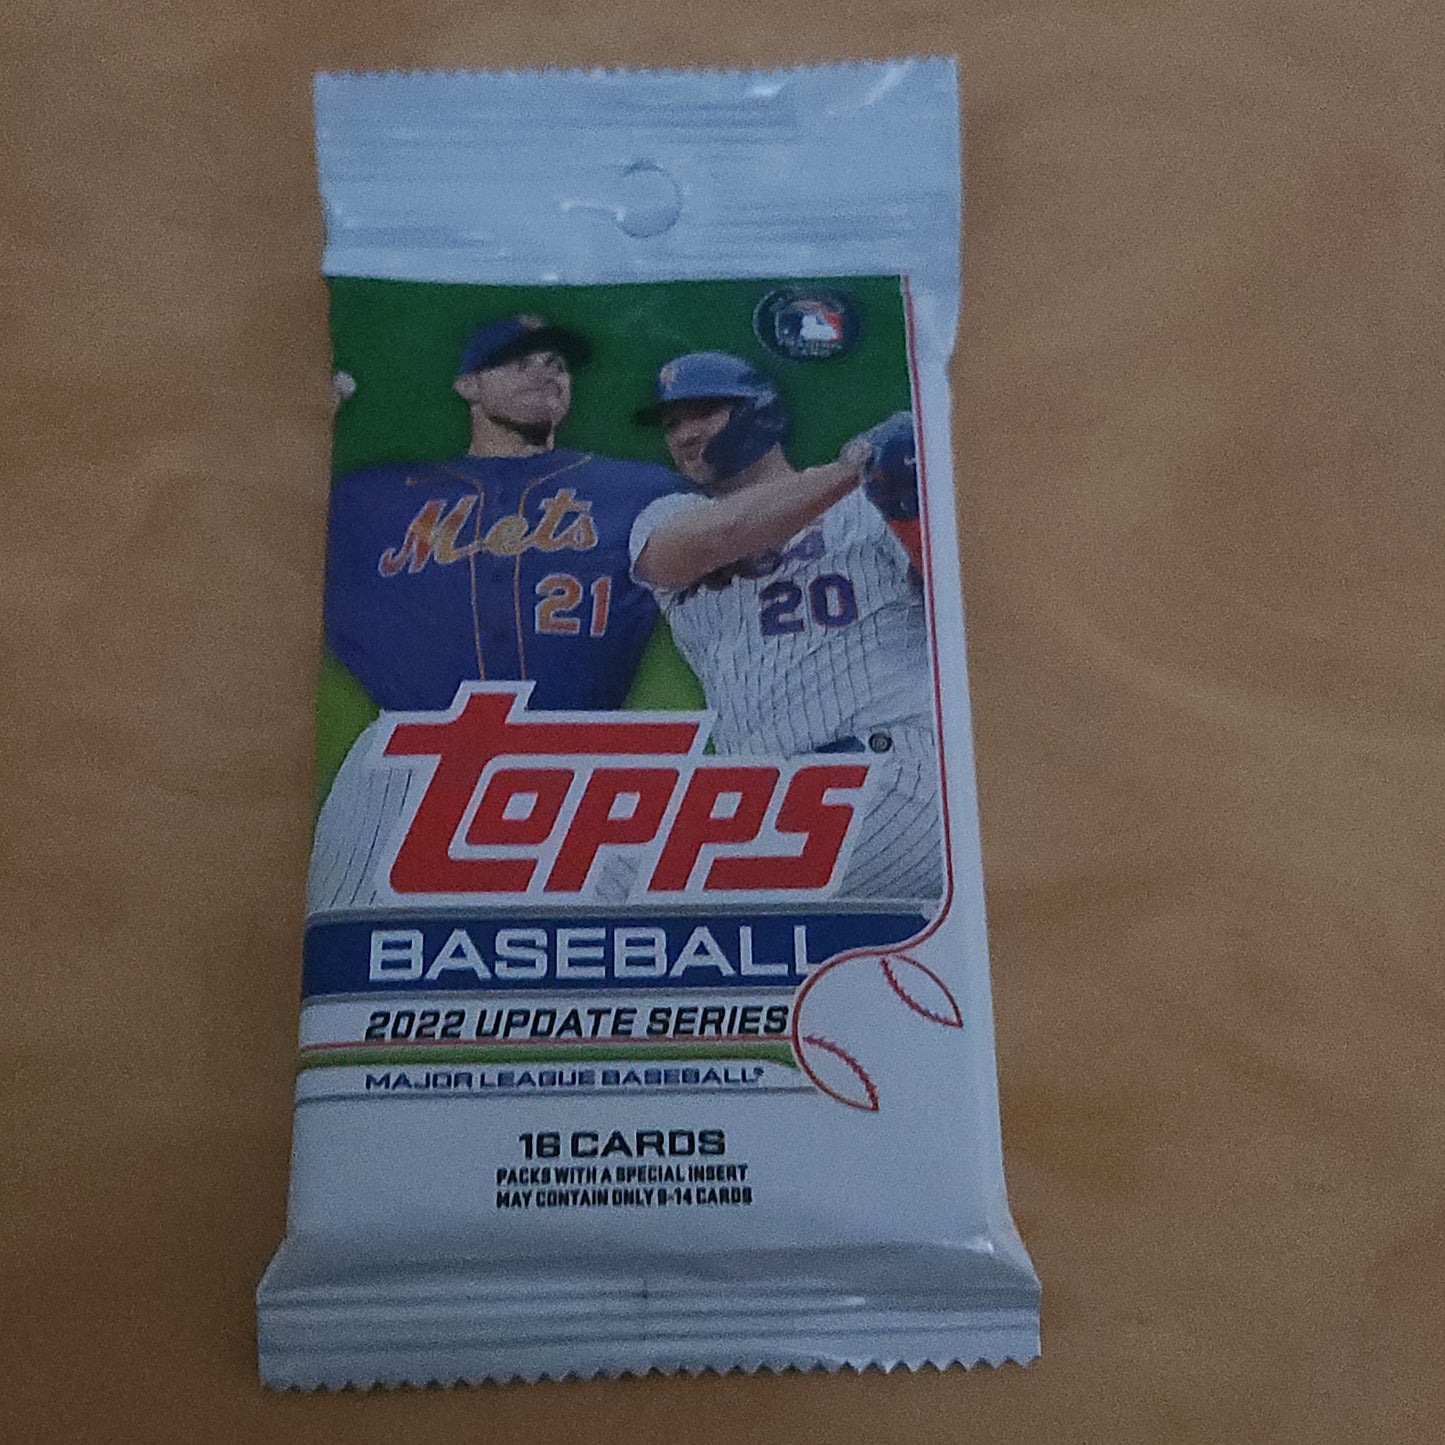 Mets
21
20
topps®
BASEBALL
2022 UPDATE SERIES
MAJOR LEAGUE BASEBALL®
16 CARDS
PACKS WITH A SPECIAL INSERT
MAY CONTAIN ONLY 8-14 CARDS